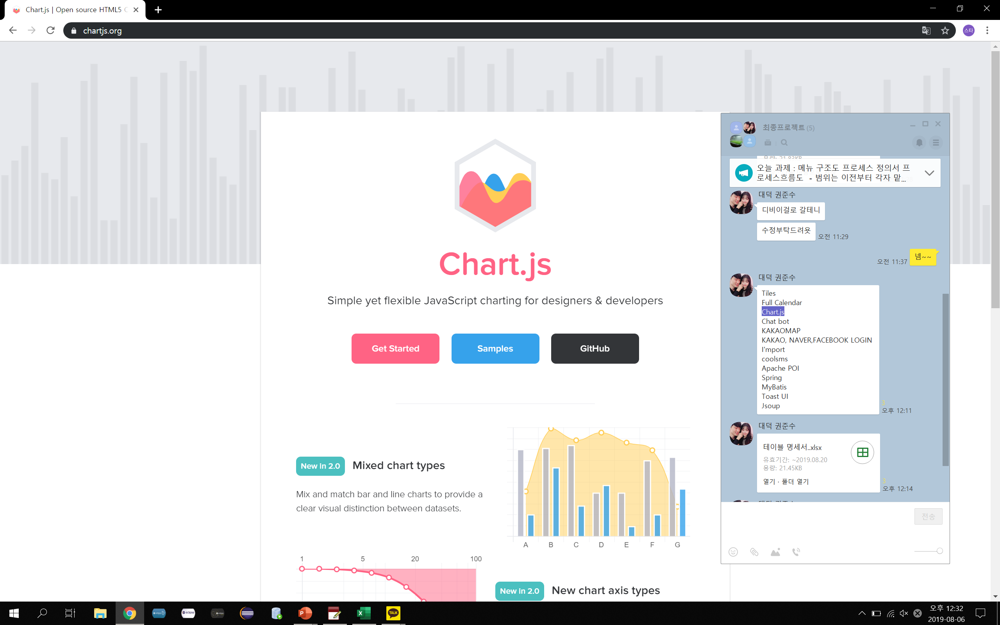 Chart.js | Open source HTML5 C
chartjs.org
스타
Chart.js
Simple yet flexible JavaScript charting for designers & developers
Get Started
Samples
GitHub
New in 2.0
Mixed chart types
Mix and match bar and line charts to provide a
clear visual distinction between datasets.
A B C D E F G
1 5 20 100
New in 2.0
New chart axis types
최종프로젝트 (5)
용량: 21.83KB
오늘 과제 : 메뉴 구조도 프로세스 정의서 프
로세스흐름도 - 범위는 이전부터 각자 맡...
대덕 권준수
디비이걸로 갈테니
수정부탁드려욧
오전 11:29
넴~~
오전 11:37
대덕 권준수
Tiles
Full Calendar
Chart.js
Chat bot
KAKAOMAP
KAKAO, NAVER,FACEBOOK LOGIN
I'mport
coolsms
Apache POI
Spring
MyBatis
Toast UI
Jsoup
3
오후 12:11
대덕 권준수
테이블 명세서..xlsx
유효기간: ~2019.08.20
용량: 21.45KB
열기 · 폴더 열기
3
오후 12:14
전송
eclipse
TALK
오후 12:32
2019-08-06